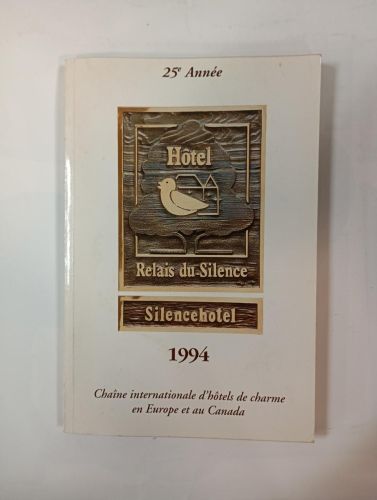 25e Année
Hôtel
Relais du Silence
Silencehotel
1994
Chaîne internationale d'hôtels de charme
en Europe et au Canada